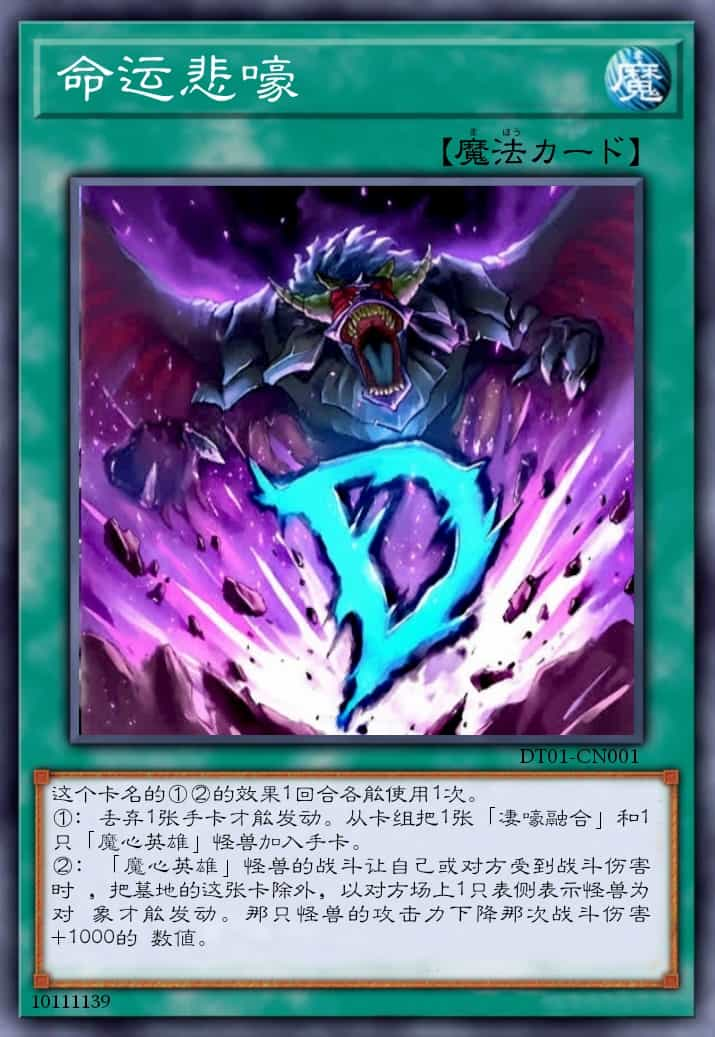 命运悲嚎
魔
【魔法カード】
まほう
D
DT01-CN001
这个卡名的①②的效果1回合各能使用1次。
①：丢弃1张手卡才能发动。从卡组把1张「凄嚎融合」和1
只「魔心英雄」怪兽加入手卡。
②：「魔心英雄」怪兽的战斗让自己或对方受到战斗伤害
时 ，把墓地的这张卡除外，以对方场上1只表侧表示怪兽为
对 象才能发动。那只怪兽的攻击力下降那次战斗伤害
+1000的 数値。
10111139